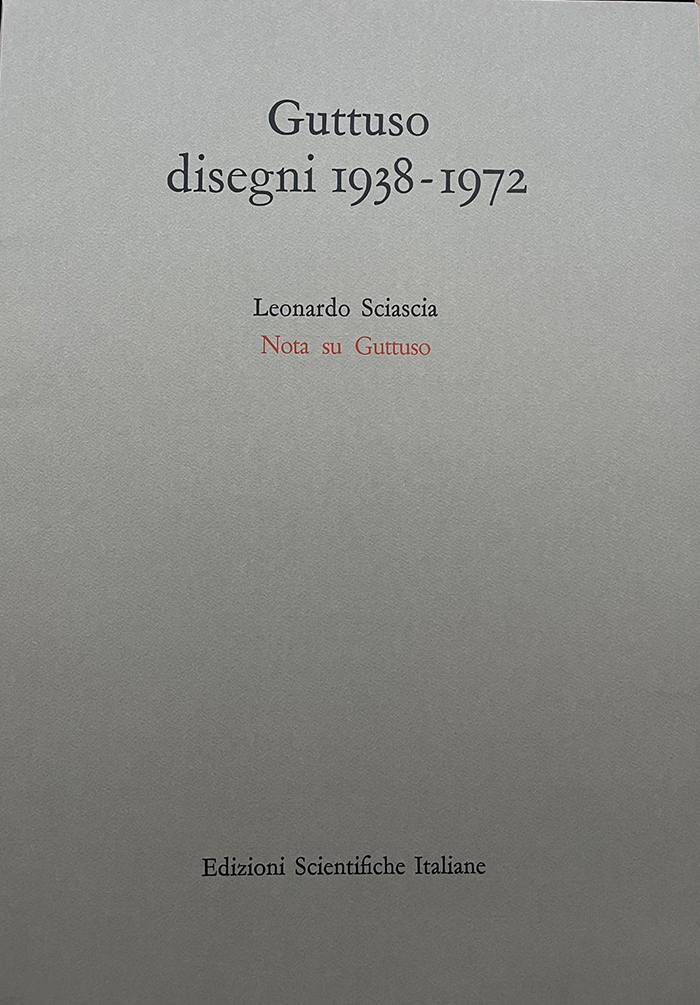 Guttuso
disegni 1938-1972
Leonardo Sciascia
Nota su Guttuso
Edizioni Scientifiche Italiane